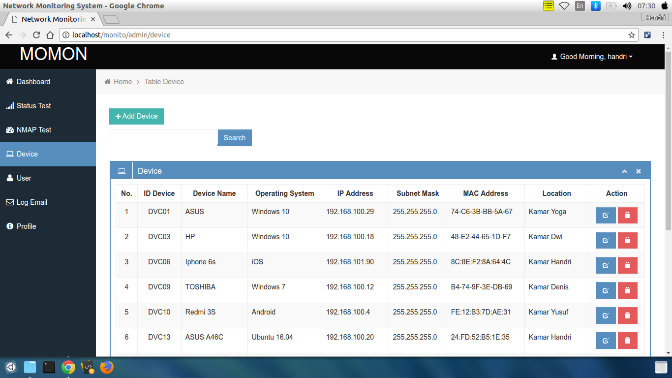 Network Monitoring System - Google Chrome
En
07:30
Network Monitorin
Handri
localhost/monito/admin/device
MOMON
Good Morning, handri
Dashboard
Home > Table Device
Status Test
Add Device
NMAP Test
Search
Device
Device
User
No. ID Device Device Name Operating System IP Address Subnet Mask MAC Address Location Action
Log Email
1 DVC01 ASUS Windows 10 192.168.100.29 255.255.255.0 74-C6-3B-BB-5A-67 Kamar Yoga
Profile
2 DVC03 HP Windows 10 192.168.100.18 255.255.255.0 48-E2-44-65-1D-F7 Kamar Dwi
3 DVC06 Iphone 6s iOS 192.168.101.90 255.255.255.0 8C:8E:F2:8A:64:4C Kamar Handri
4 DVC09 TOSHIBA Windows 7 192.168.100.12 255.255.255.0 B4-74-9F-3E-DB-69 Kamar Denis
5 DVC10 Redmi 3S Android 192.168.100.4 255.255.255.0 FE:12:B3:7D:AE:31 Kamar Yusuf
6 DVC13 ASUS A46C Ubuntu 16.04 192.168.100.20 255.255.255.0 24:FD:52:B5:1E:35 Kamar Handri